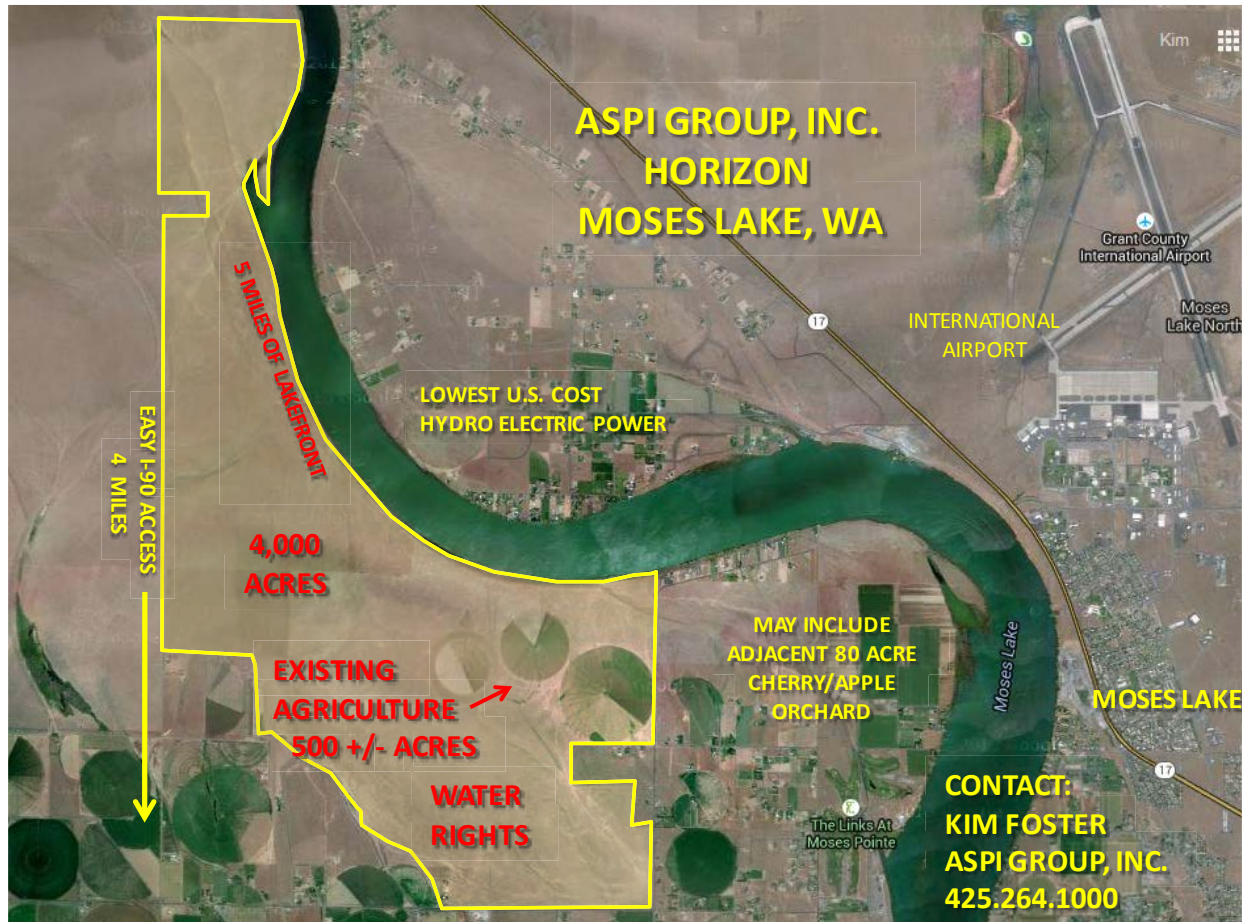 Kim
ASPI GROUP, INC.
HORIZON
MOSES LAKE, WA
Grant County
International Airport
Moses
Lake North
17
INTERNATIONAL
AIRPORT
5 MILES OF LAKEFRONT
LOWEST U.S. COST
HYDRO ELECTRIC POWER
EASY I-90 ACCESS
4 MILES
4,000
ACRES
EXISTING
AGRICULTURE
500 +/- ACRES
WATER
RIGHTS
MAY INCLUDE
ADJACENT 80 ACRE
CHERRY/APPLE
ORCHARD
Moses Lake
MOSES LAKE
17
The Links At
Moses Pointe
CONTACT:
KIM FOSTER
ASPI GROUP, INC.
425.264.1000